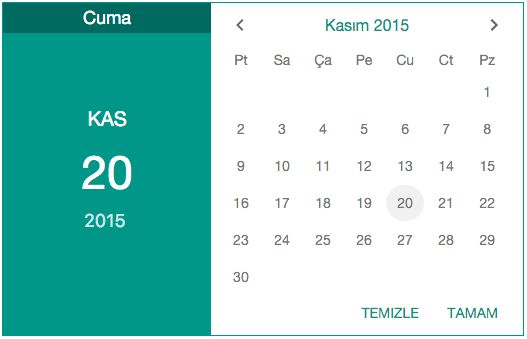 Cuma
KAS
20
2015
Kasım 2015
Pt Sa Ça Pe Cu Ct Pz
1
2 3 4 5 6 7 8
9 10 11 12 13 14 15
16 17 18 19 20 21 22
23 24 25 26 27 28 29
30
TEMIZLE TAMAM